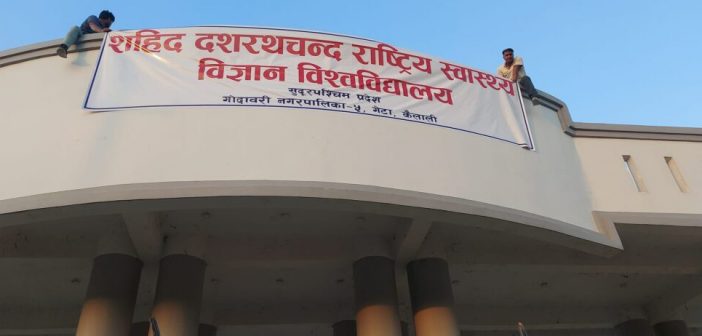 शहिद दशरथचन्द राष्ट्रिय स्वास्थ्य
विज्ञान विश्वविद्यालय
सुदूरपश्चिम प्रदेश
गोदावरी नगरपालिका-५, गेटा, कैलाली